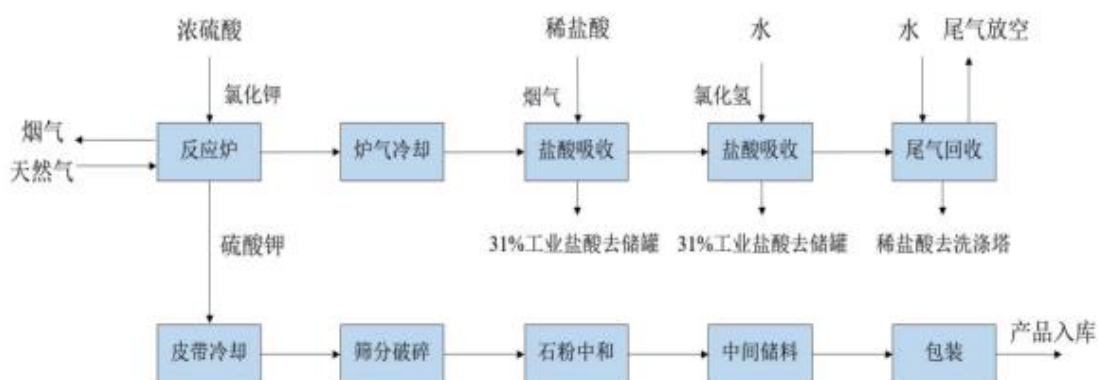 浓硫酸
稀盐酸
水
水
尾气放空
氯化钾
烟气
氯化氢
烟气
天然气
反应炉
炉气冷却
盐酸吸收
盐酸吸收
尾气回收
硫酸钾
31%工业盐酸去储罐
31%工业盐酸去储罐
稀盐酸去洗涤塔
皮带冷却
筛分破碎
石粉中和
中间储料
包装
产品入库